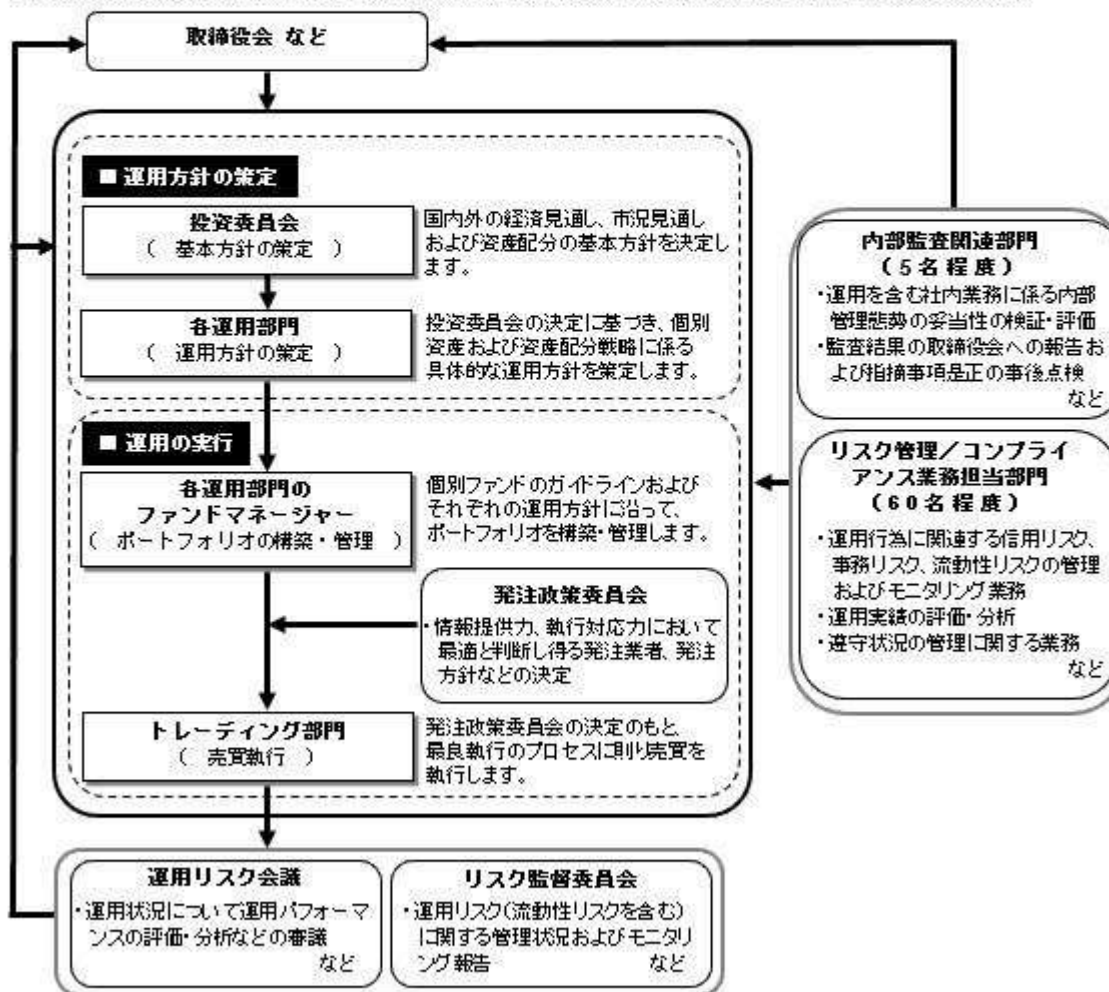 取締役会 など
■ 運用方針の策定
投資委員会
( 基本方針の策定 )
国内外の経済見通し、市況見通し
および資産配分の基本方針を決定し
ます。
各運用部門
( 運用方針の策定 )
投資委員会の決定に基づき、個別
資産および資産配分戦略に係る
具体的な運用方針を策定します。
■ 運用の実行
各運用部門の
ファンドマネージャー
( ポートフォリオの構築・管理 )
個別ファンドのガイドラインおよび
それぞれの運用方針に沿って、
ポートフォリオを構築・管理します。
発注政策委員会
・情報提供力、執行対応力において
最適と判断し得る発注業者、発注
方針などの決定
トレーディング部門
( 売買執行 )
発注政策委員会の決定のもと、
最良執行のプロセスに則り売買を
執行します。
内部監査関連部門
(5名程度)
・運用を含む社内業務に係る内部
管理態勢の妥当性の検証・評価
・監査結果の取締役会への報告お
よび指摘事項是正の事後点検
など
リスク管理/コンプライ
アンス業務担当部門
(60名程度)
・運用行為に関連する信用リスク、
事務リスク、流動性リスクの管理
およびモニタリング業務
・運用実績の評価・分析
・遵守状況の管理に関する業務
など
運用リスク会議
・運用状況について運用パフォーマ
ンスの評価・分析などの審議
など
リスク監督委員会
・運用リスク(流動性リスクを含む)
に関する管理状況およびモニタリ
ング報告 など